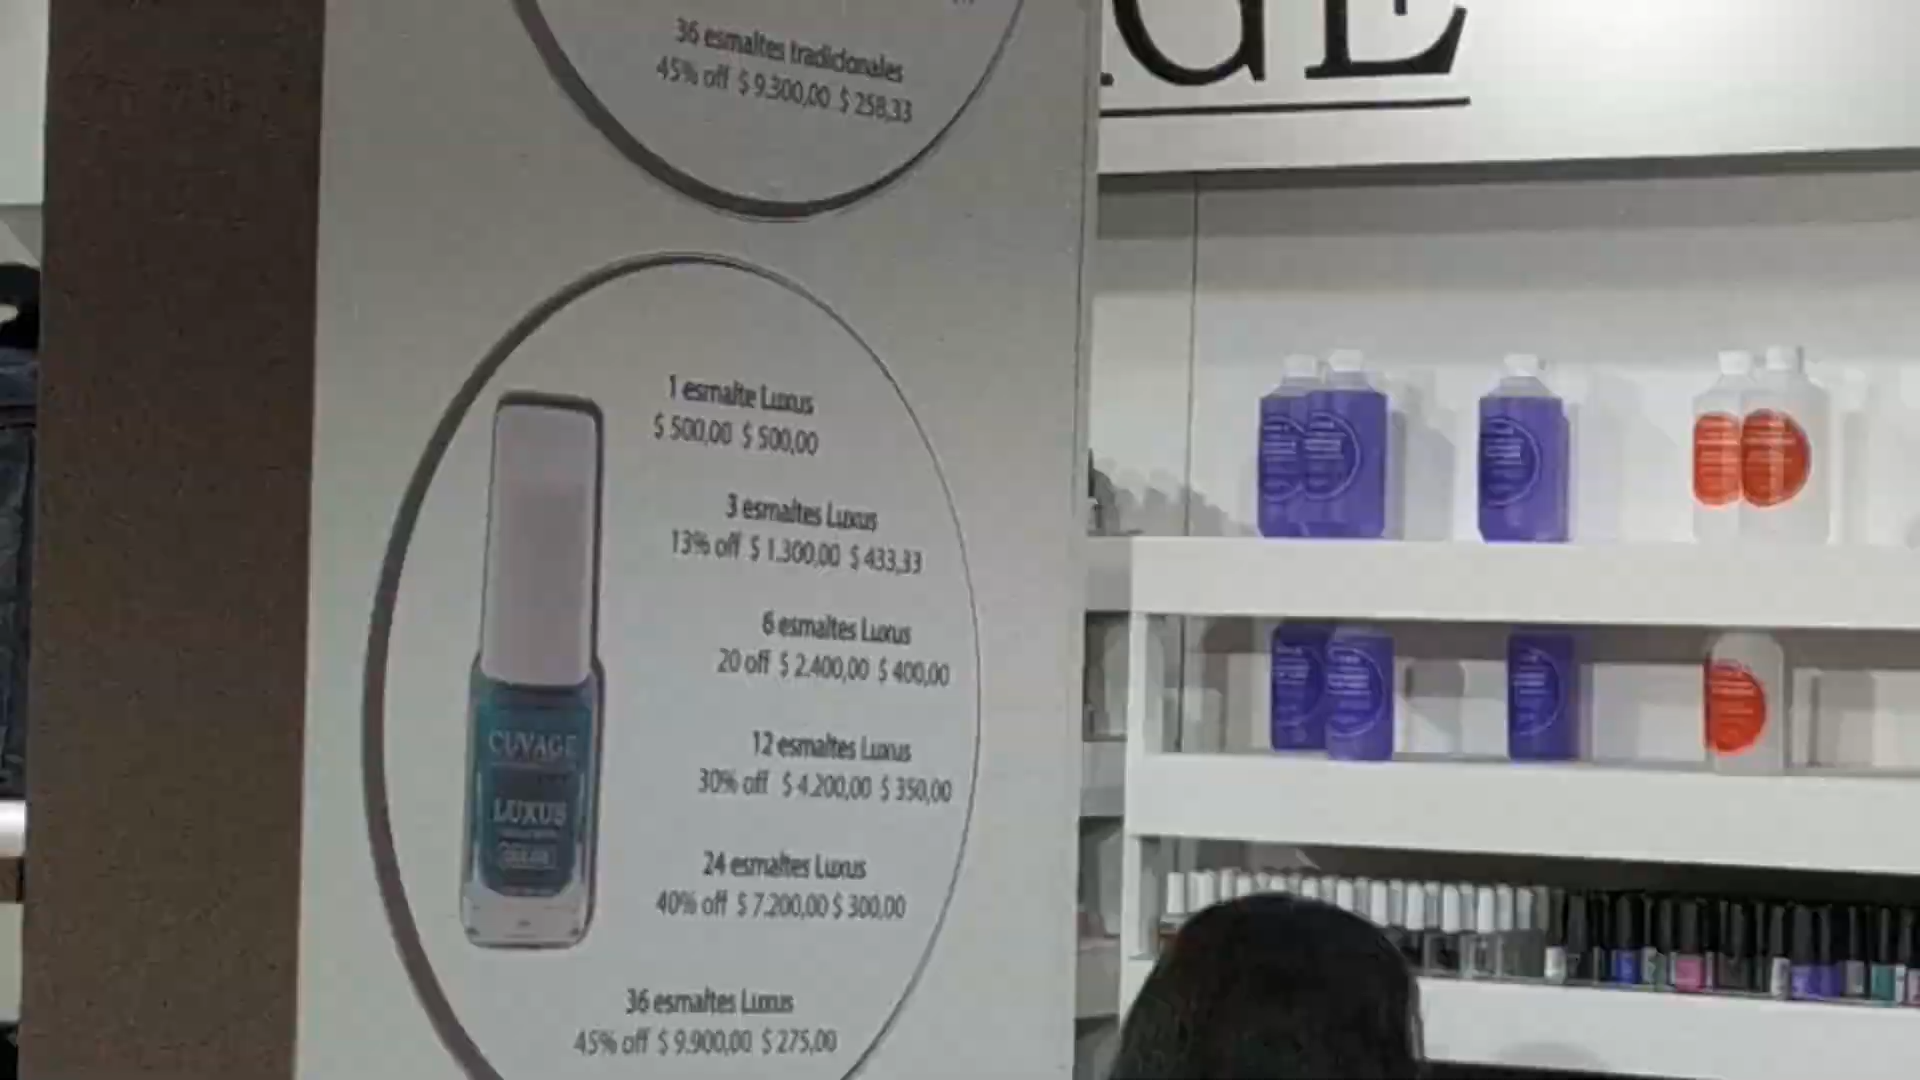 36 esmaltes tradicionales
45% off $ 9.300,00 $ 258,33
GE
1 esmalte Luxus
$ 500,00 $ 500,00
3 esmaltes Luxus
13% off $ 1.300,00 $ 433,33
6 esmaltes Luxus
20 off $ 2.400,00 $ 400,00
12 esmaltes Luxus
30% off $ 4.200,00 $ 350,00
24 esmaltes Luxus
40% off $ 7.200,00 $ 300,00
36 esmaltes Luxus
45% off $ 9.900,00 $ 275,00
CUVAGE
LUXUS